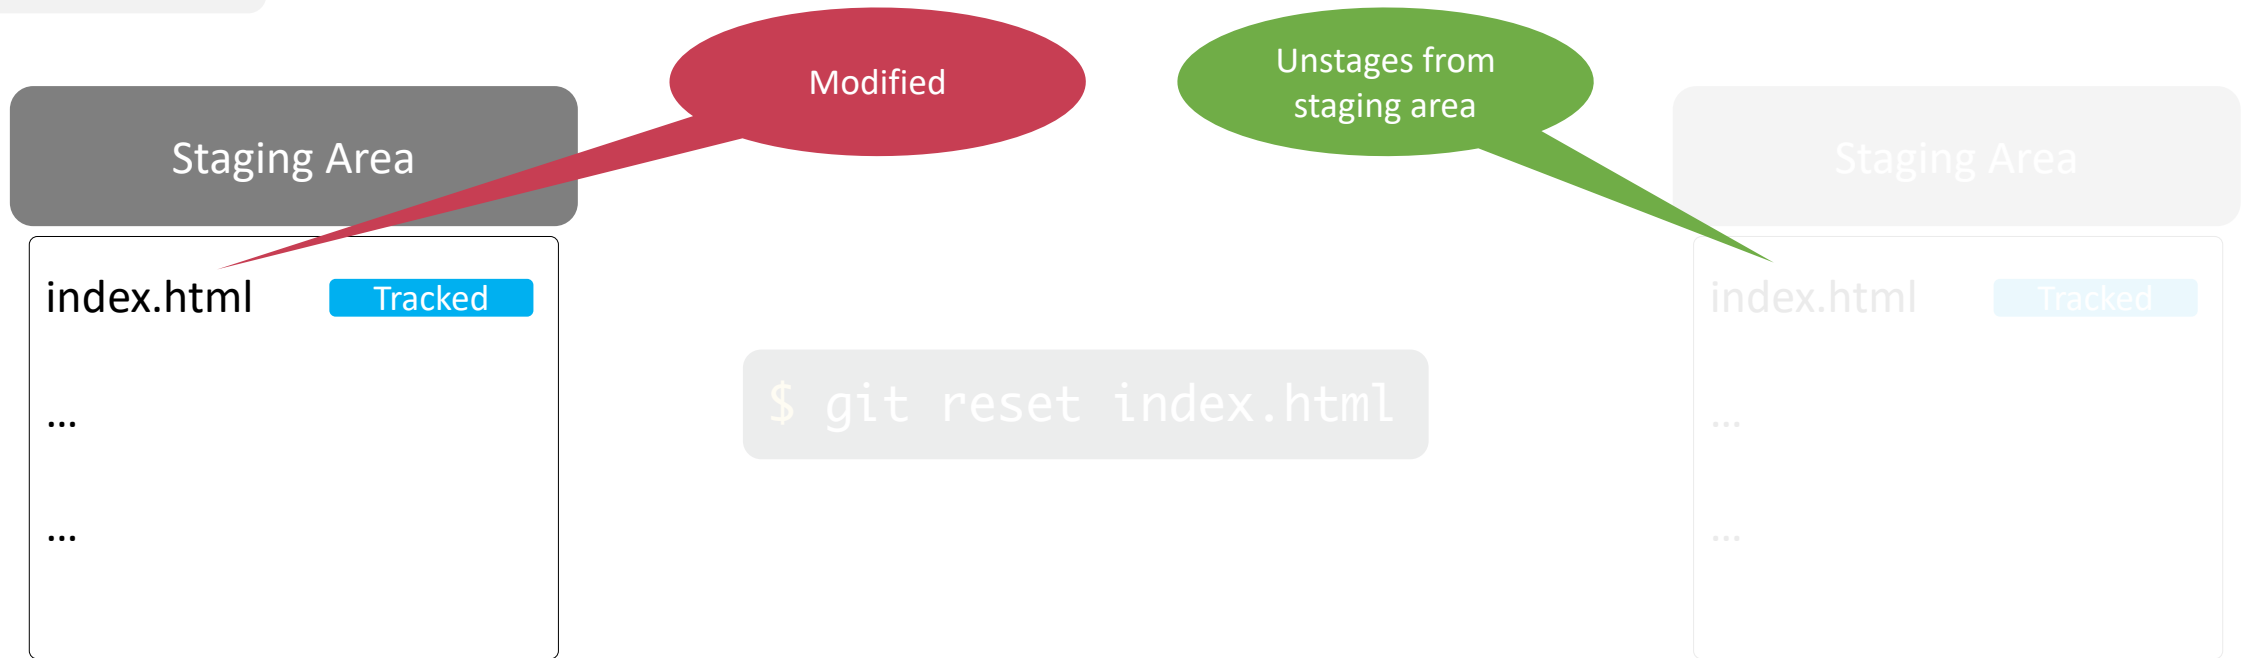 Modified
Unstages from
staging area
Staging Area
Staging Area
index.html
Tracked
index.html
Tracked
$ git reset index.html
...
...
...
...